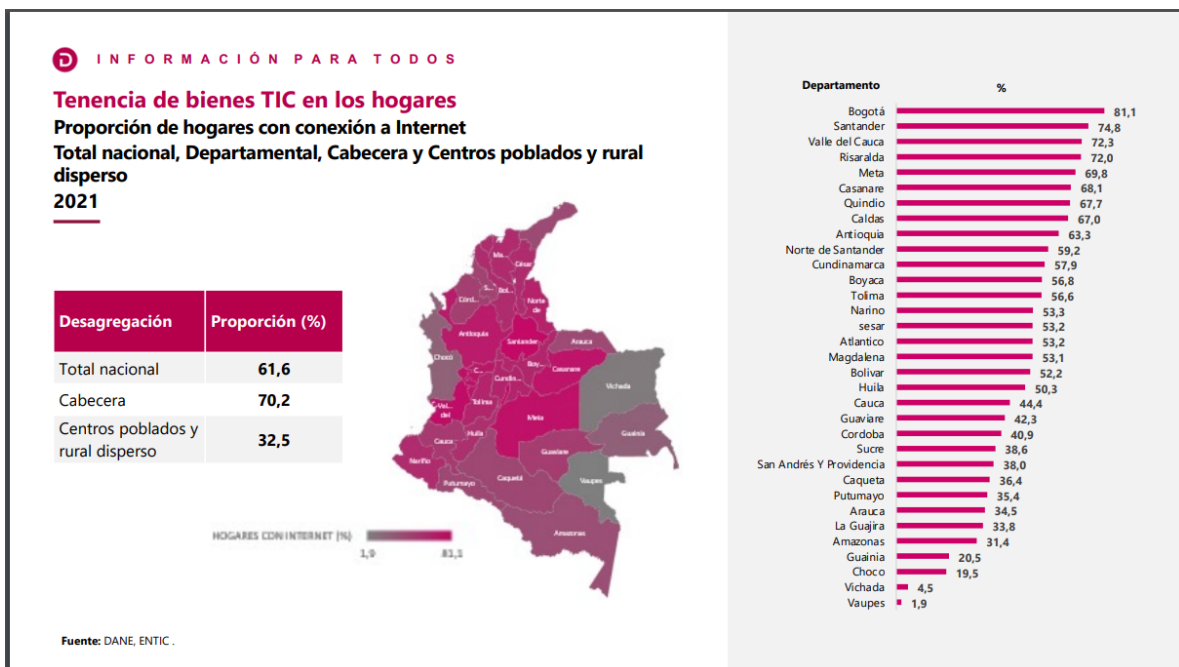 INFORMACIÓN PARA TODOS
Tenencia de bienes TIC en los hogares
Proporción de hogares con conexión a Internet
Total nacional, Departamental, Cabecera y Centros poblados y rural
disperso
2021
Desagregación Proporción (%)
Total nacional 61,6
Cabecera 70,2
Centros poblados y
rural disperso 32,5
Ma...
César
S...
Bol...
Córd...
Norte
de
Antioquia
Santander
Arauca
Chocó
Boy...
Casanare
C...
Cundin...
Vichada
Tolima
Meta
del
Huila
Guainía
Cauca
Guaviare
Nariño
Caquetá
Vaupes
Putumayo
Amazonas
HOGARES CON INTERNET (%)
1,9 81,1
Fuente: DANE, ENTIC .
Departamento %
Bogotá 81,1
Santander 74,8
Valle del Cauca 72,3
Risaralda 72,0
Meta 69,8
Casanare 68,1
Quindio 67,7
Caldas 67,0
Antioquia 63,3
Norte de Santander 59,2
Cundinamarca 57,9
Boyaca 56,8
Tolima 56,6
Narino 53,3
sesar 53,2
Atlantico 53,2
Magdalena 53,1
Bolivar 52,2
Huila 50,3
Cauca 44,4
Guaviare 42,3
Cordoba 40,9
Sucre 38,6
San Andrés Y Providencia 38,0
Caqueta 36,4
Putumayo 35,4
Arauca 34,5
La Guajira 33,8
Amazonas 31,4
Guainia 20,5
Choco 19,5
Vichada 4,5
Vaupes 1,9